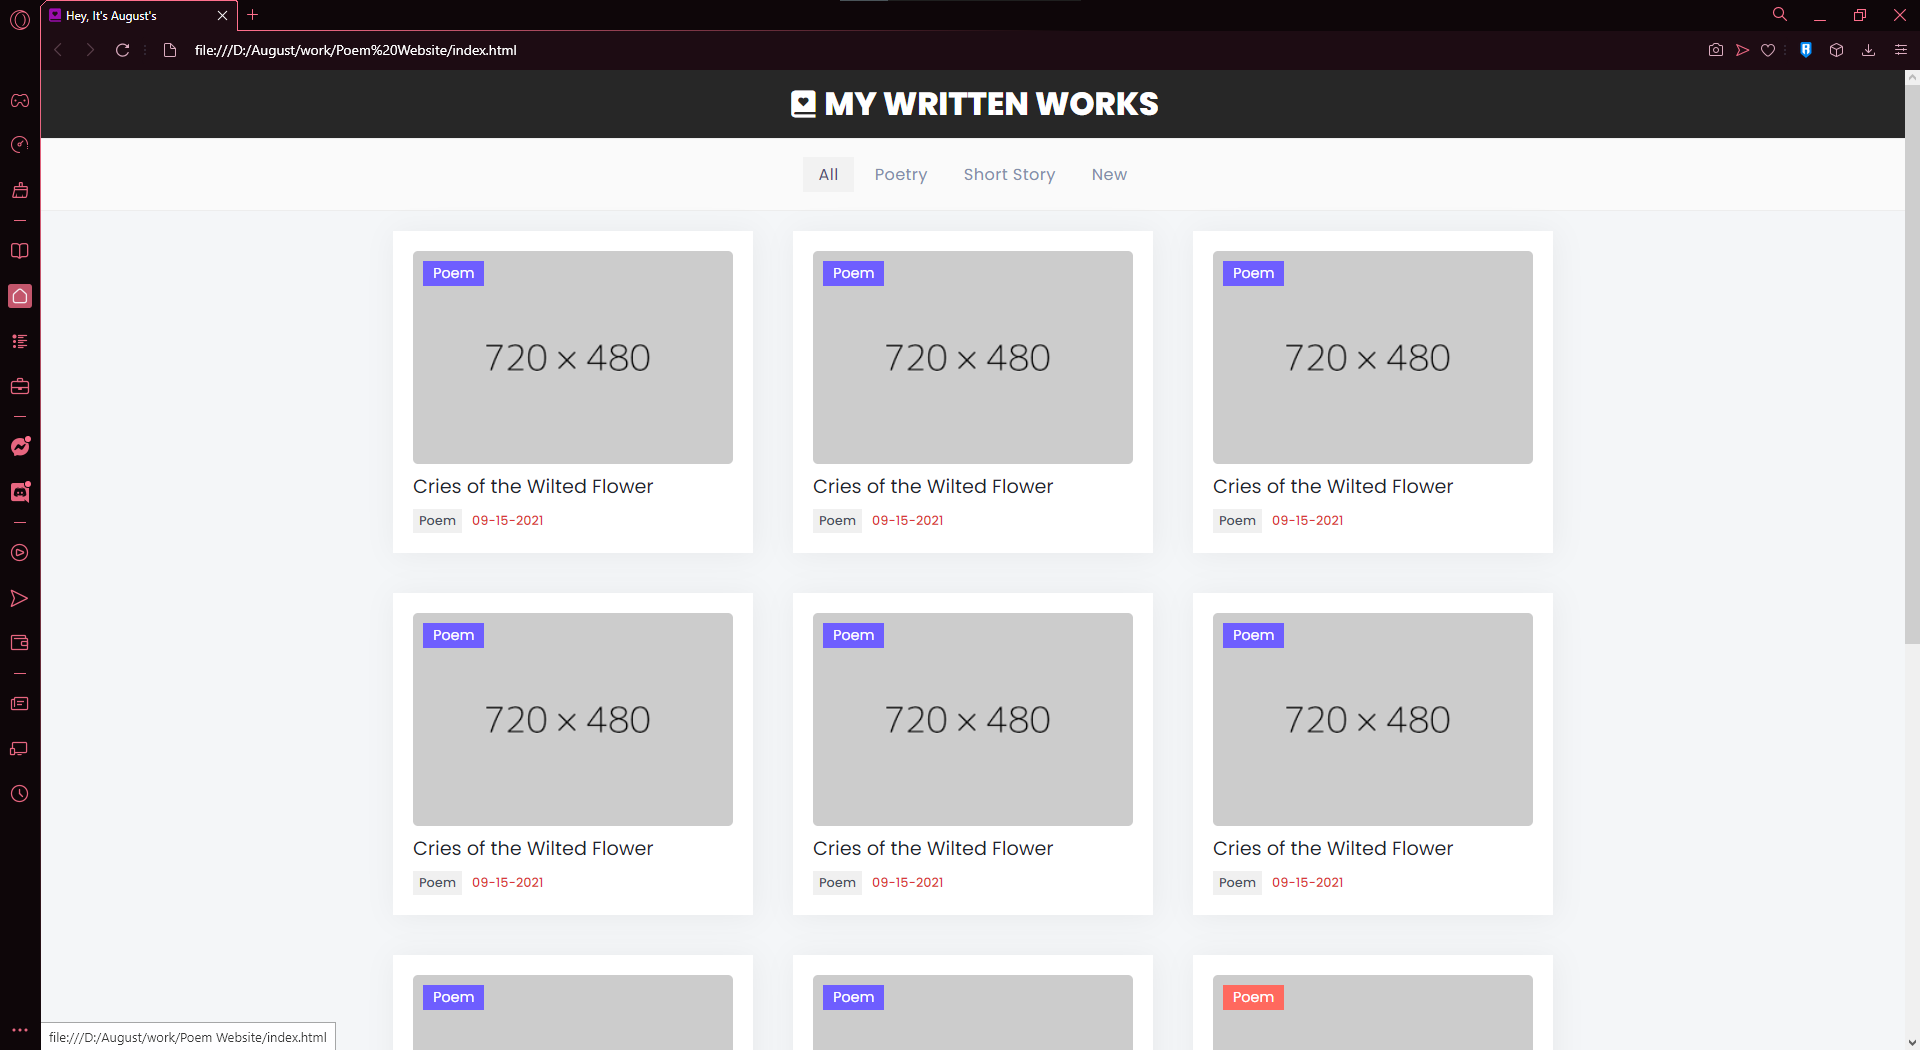 Hey, It's August's
file:///D:/August/work/Poem%20Website/index.html
MY WRITTEN WORKS
All Poetry Short Story New
Poem Poem Poem
720 × 480 720 × 480 720 × 480
Cries of the Wilted Flower Cries of the Wilted Flower Cries of the Wilted Flower
Poem 09-15-2021 Poem 09-15-2021 Poem 09-15-2021
Poem Poem Poem
720 × 480 720 × 480 720 × 480
Cries of the Wilted Flower Cries of the Wilted Flower Cries of the Wilted Flower
Poem 09-15-2021 Poem 09-15-2021 Poem 09-15-2021
Poem Poem Poem
file:///D:/August/work/Poem Website/index.html